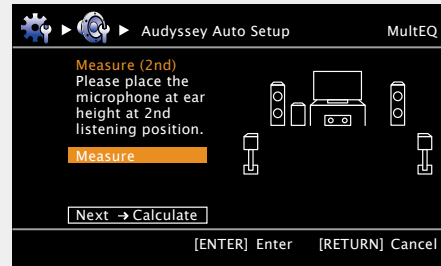 Audyssey Auto Setup MultEQ
Measure (2nd)
Please place the
microphone at ear
height at 2nd
listening position.
Measure
Next → Calculate
[ENTER] Enter [RETURN] Cancel